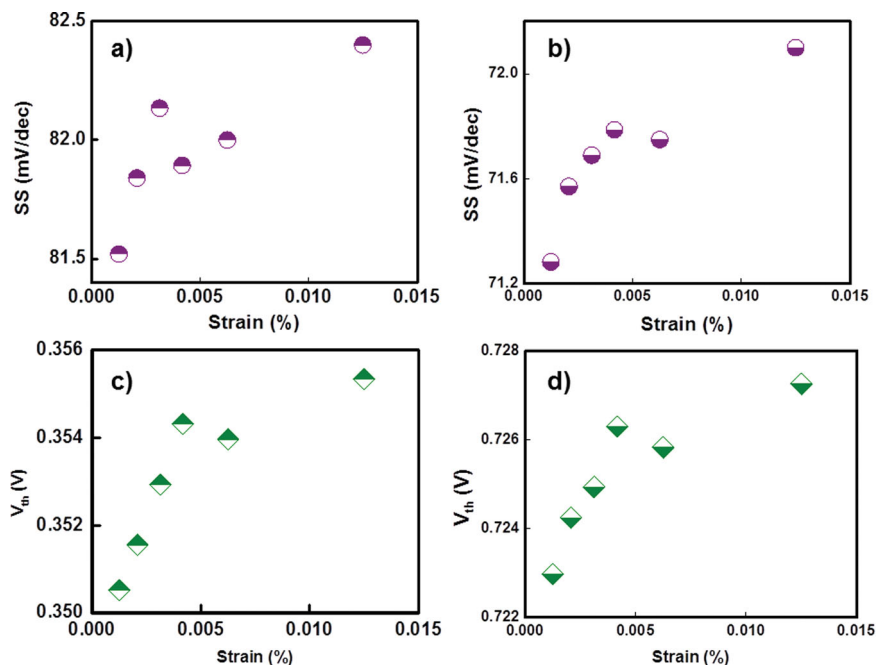 a)
SS (mV/dec)
82.5
82.0
81.5
0.000 0.005 0.010 0.015
Strain (%)
b)
SS (mV/dec)
72.0
71.6
71.2
0.000 0.005 0.010 0.015
Strain (%)
c)
Vth (V)
0.356
0.354
0.352
0.350
0.000 0.005 0.010 0.015
Strain (%)
d)
Vth (V)
0.728
0.726
0.724
0.722
0.000 0.005 0.010 0.015
Strain (%)